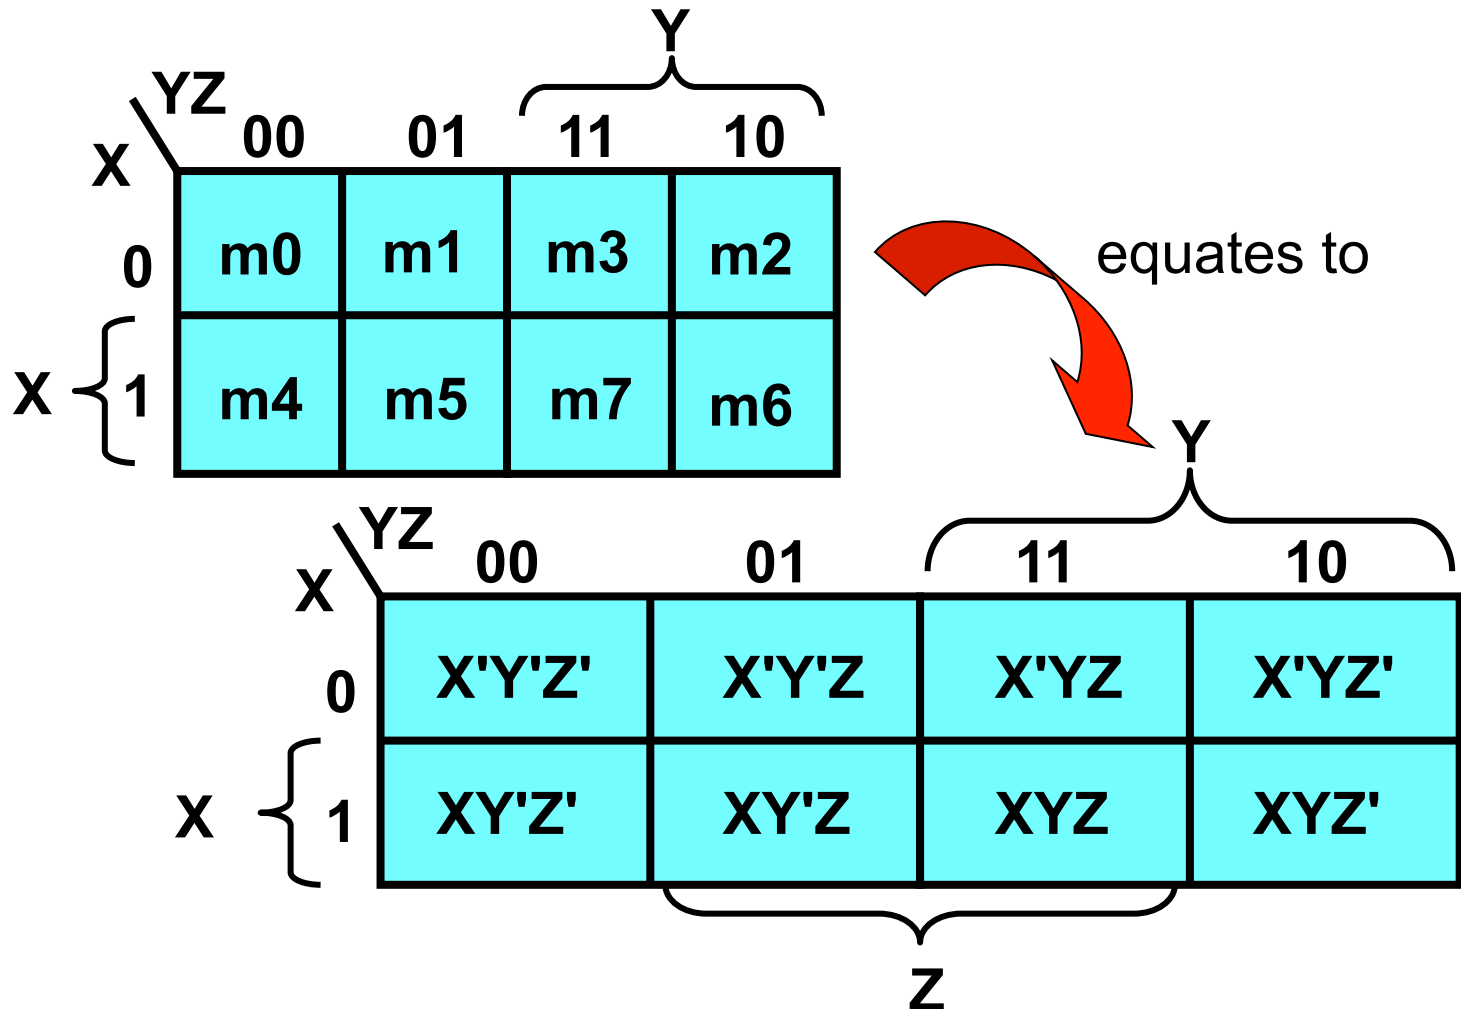 Y
YZ
00 01 11 10
X
0 m0 m1 m3 m2
equates to
X 1 m4 m5 m7 m6
Y
YZ
00 01 11 10
X
0 X'Y'Z' X'Y'Z X'YZ X'YZ'
X 1 XY'Z' XY'Z XYZ XYZ'
Z